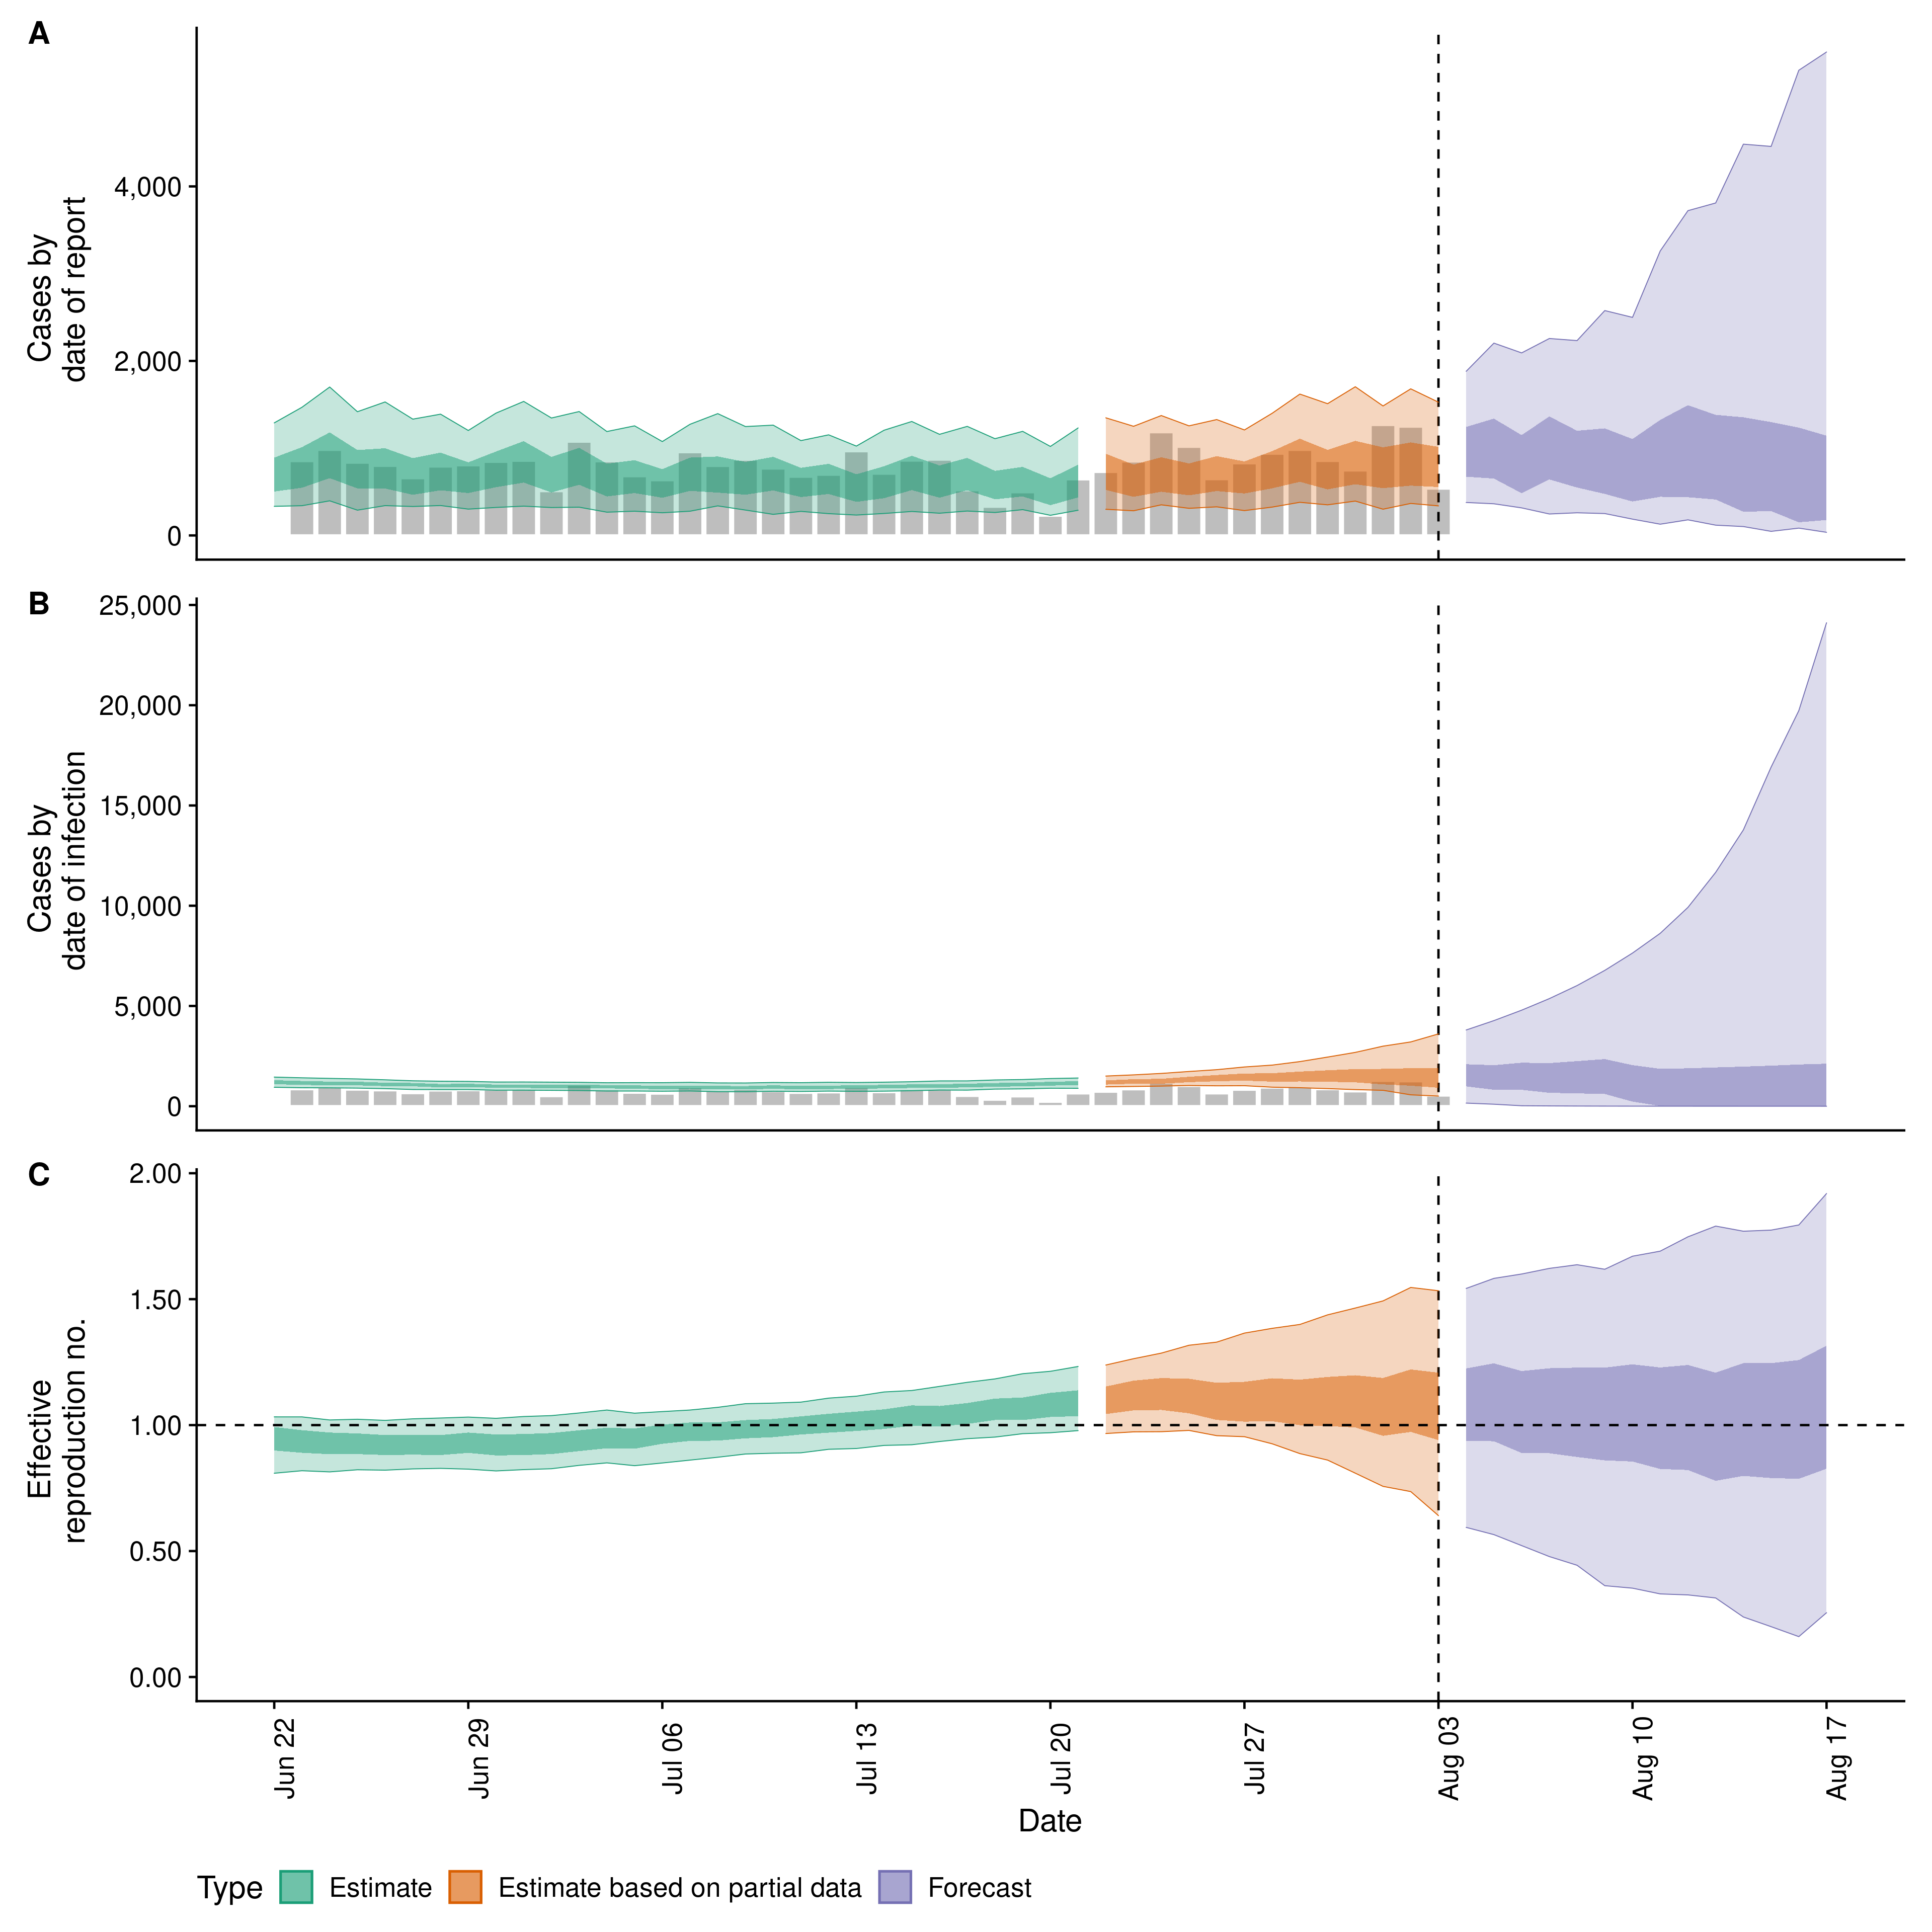 A
Cases by
date of report
4,000
2,000
0
B
Cases by
date of infection
25,000
20,000
15,000
10,000
5,000
0
C
Effective
reproduction no.
2.00
1.50
1.00
0.50
0.00
Jun 22
Jun 29
Jul 06
Jul 13
Jul 20
Jul 27
Aug 03
Aug 10
Aug 17
Date
Type Estimate Estimate based on partial data Forecast